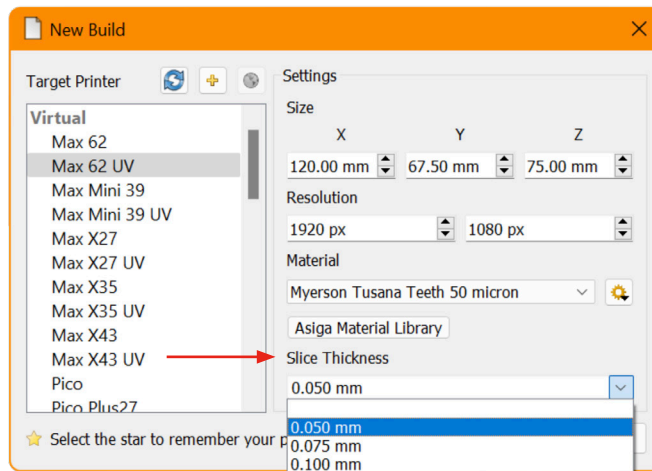 New Build
Target Printer
Virtual
Max 62
Max 62 UV
Max Mini 39
Max Mini 39 UV
Max X27
Max X27 UV
Max X35
Max X35 UV
Max X43
Max X43 UV
Pico
Pico Plus27
Select the star to remember your p
Settings
Size
X Y Z
120.00 mm 67.50 mm 75.00 mm
Resolution
1920 px 1080 px
Material
Myerson Tusana Teeth 50 micron
Asiga Material Library
Slice Thickness
0.050 mm
0.050 mm
0.075 mm
0.100 mm